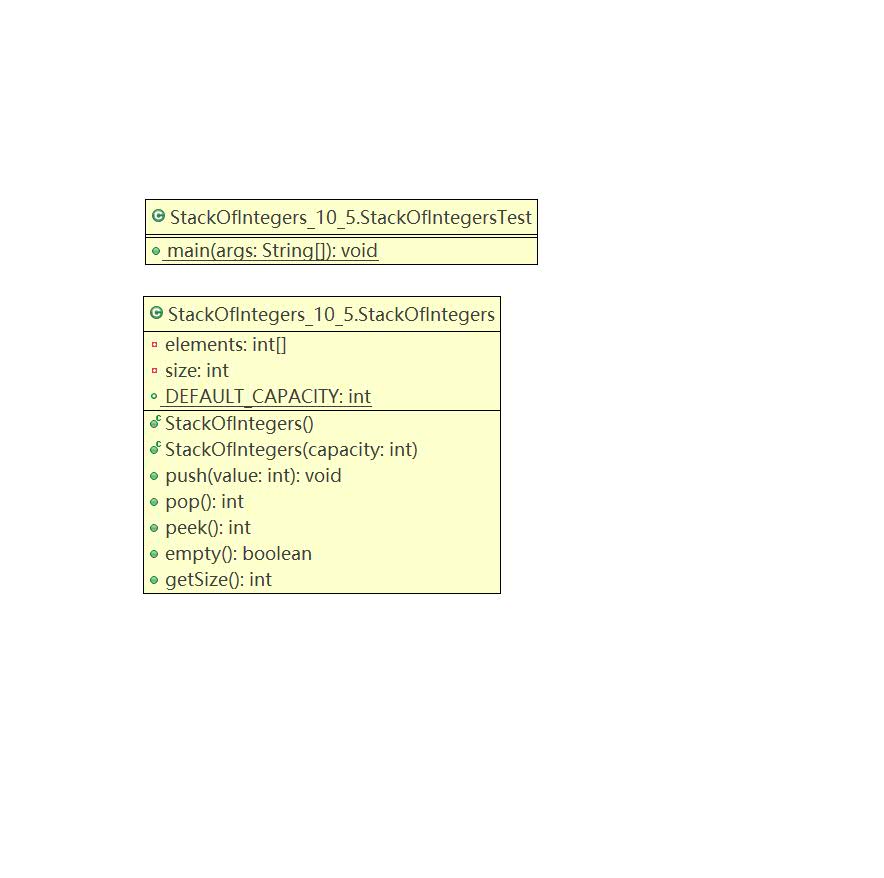 StackOfIntegers_10_5.StackOfIntegersTest
main(args: String[]): void
StackOfIntegers_10_5.StackOfIntegers
elements: int[]
size: int
DEFAULT_CAPACITY: int
StackOfIntegers()
StackOfIntegers(capacity: int)
push(value: int): void
pop(): int
peek(): int
empty(): boolean
getSize(): int